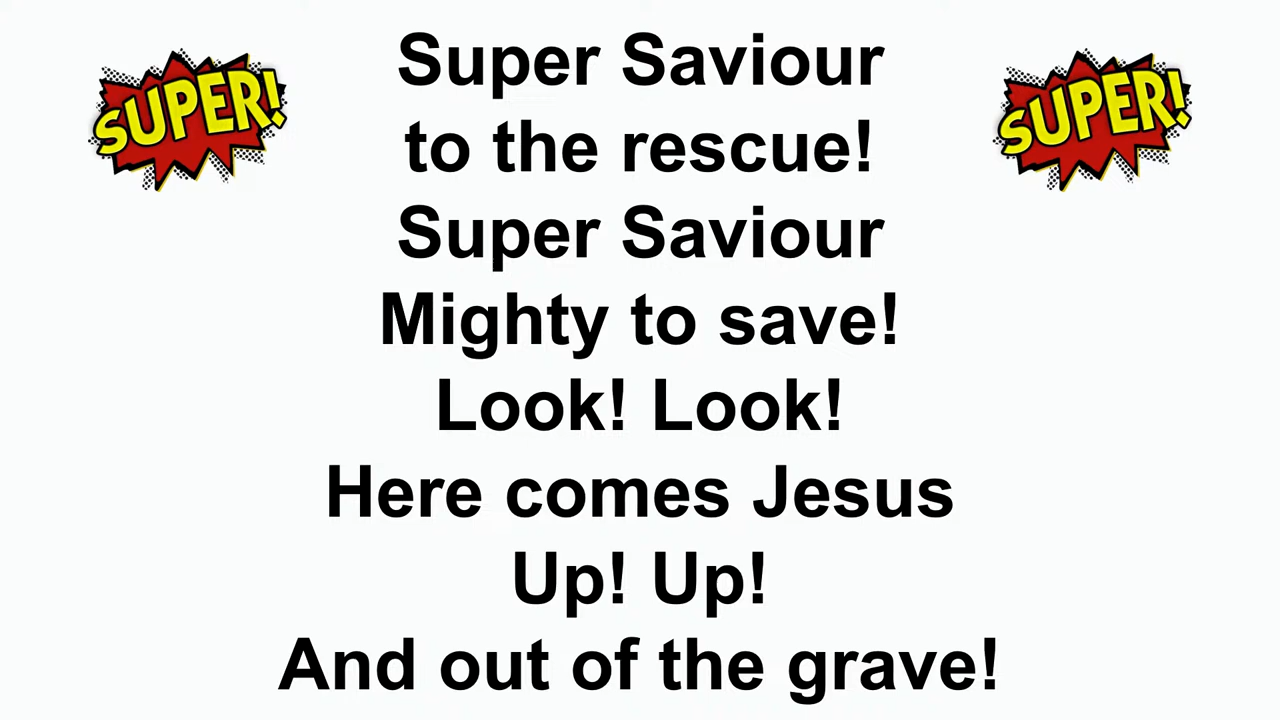 SUPER!
SUPER!
Super Saviour
to the rescue!
Super Saviour
Mighty to save!
Look! Look!
Here comes Jesus
Up! Up!
And out of the grave!